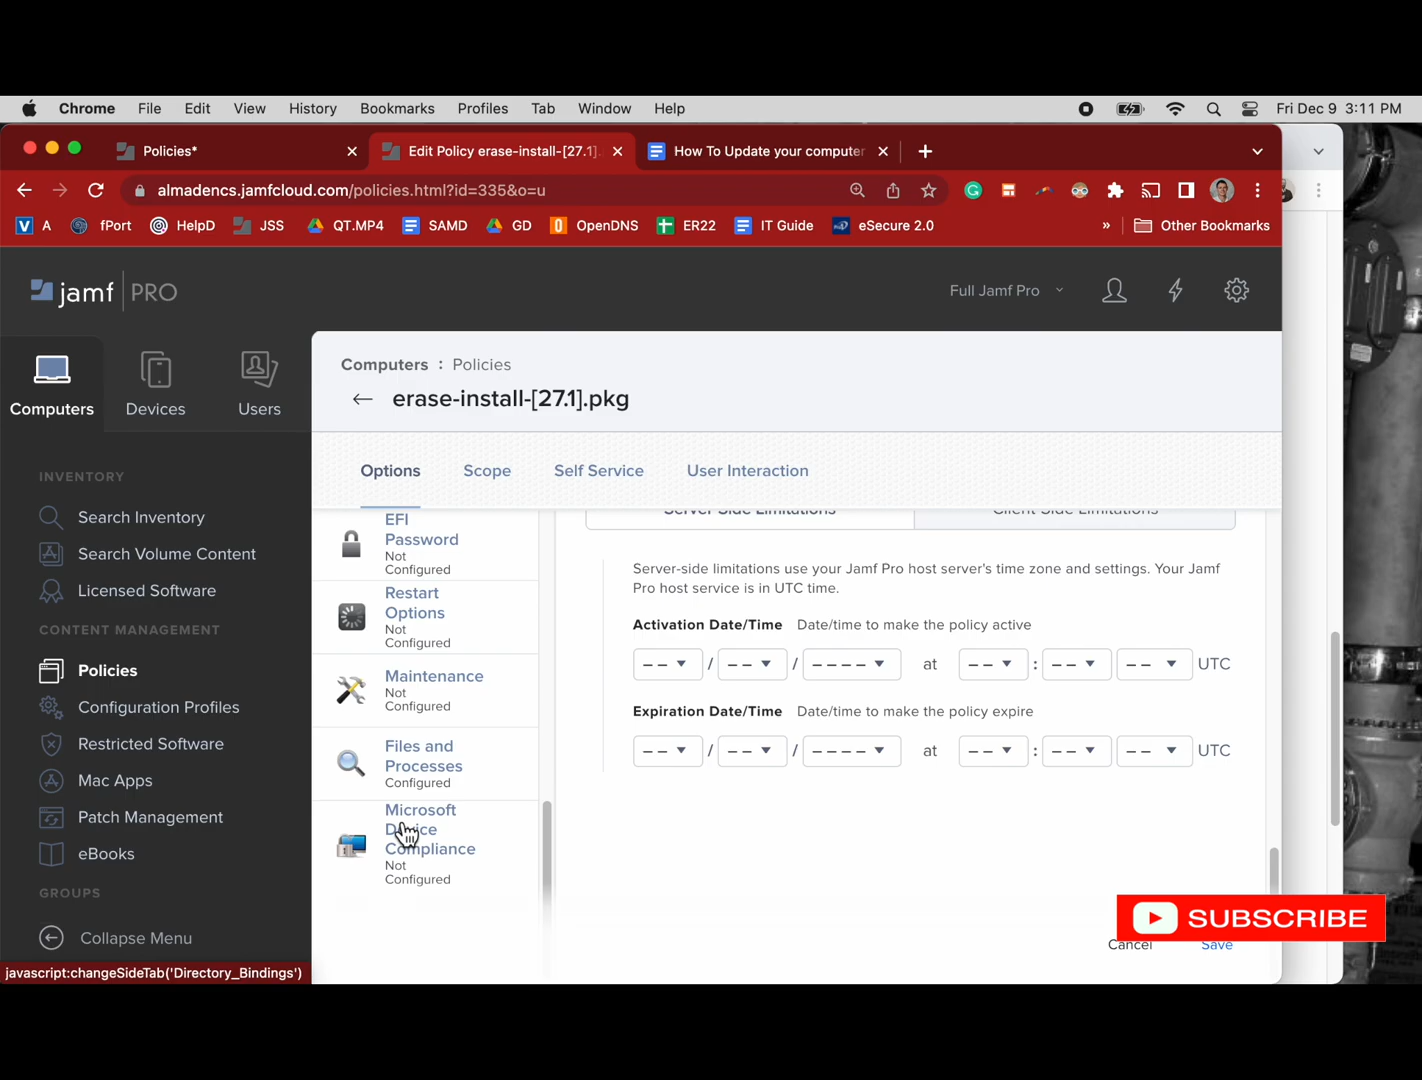 Chrome File Edit View History Bookmarks Profiles Tab Window Help Fri Dec 9 3:11 PM
Policies* Edit Policy erase-install-[27.1]. How To Update your computer
almadencs.jamfcloud.com/policies.html?id=335&o=u
A fPort HelpD JSS QT.MP4 SAMD GD OpenDNS ER22 IT Guide eSecure 2.0 » Other Bookmarks
jamf PRO
Full Jamf Pro
Computers Devices Users
INVENTORY
Search Inventory
Search Volume Content
Licensed Software
CONTENT MANAGEMENT
Policies
Configuration Profiles
Restricted Software
Mac Apps
Patch Management
eBooks
GROUPS
Collapse Menu
javascript:changeSideTab('Directory_Bindings')
Computers : Policies
erase-install-[27.1].pkg
Options Scope Self Service User Interaction
EFI
Password
Not
Configured
Restart
Options
Not
Configured
Maintenance
Not
Configured
Files and
Processes
Configured
Microsoft
Device
Compliance
Not
Configured
Server-Side Limitations Client-Side Limitations
Server-side limitations use your Jamf Pro host server's time zone and settings. Your Jamf
Pro host service is in UTC time.
Activation Date/Time Date/time to make the policy active
-- / -- / ---- at -- : -- -- UTC
Expiration Date/Time Date/time to make the policy expire
-- / -- / ---- at -- : -- -- UTC
SUBSCRIBE
Cancel Save